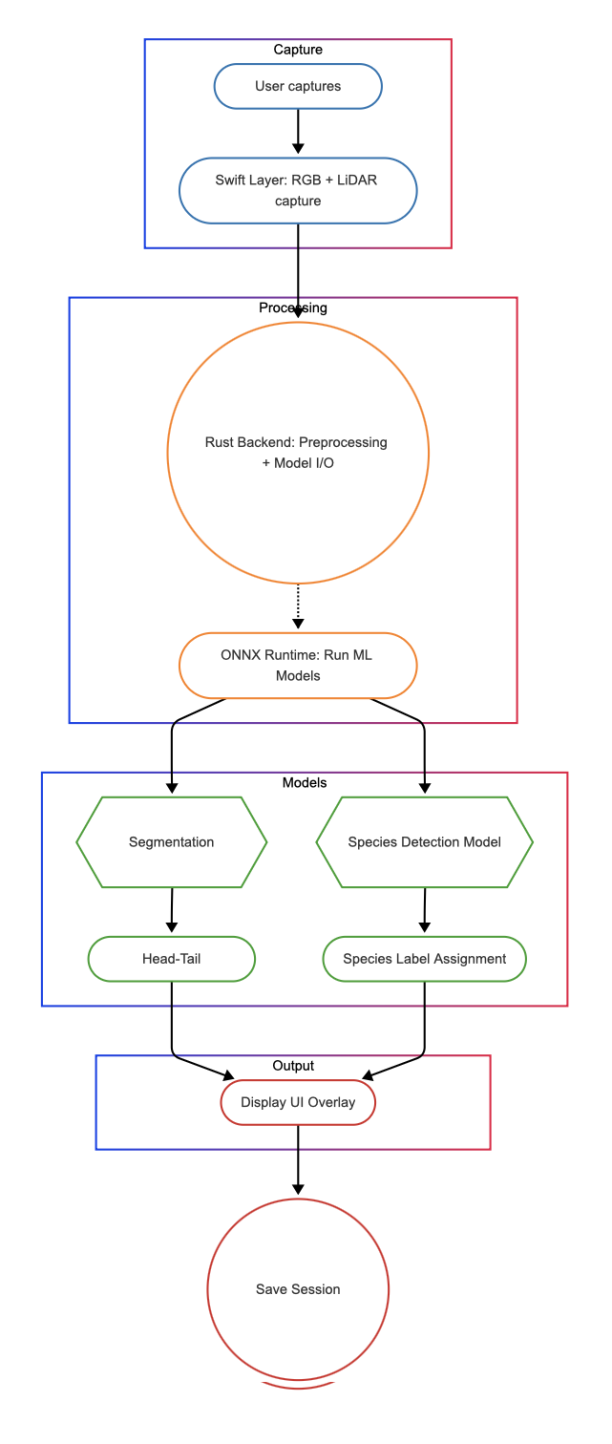 Capture
User captures
Swift Layer: RGB + LiDAR
capture
Processing
Rust Backend: Preprocessing
+ Model I/O
ONNX Runtime: Run ML
Models
Models
Segmentation
Species Detection Model
Head-Tail
Species Label Assignment
Output
Display UI Overlay
Save Session